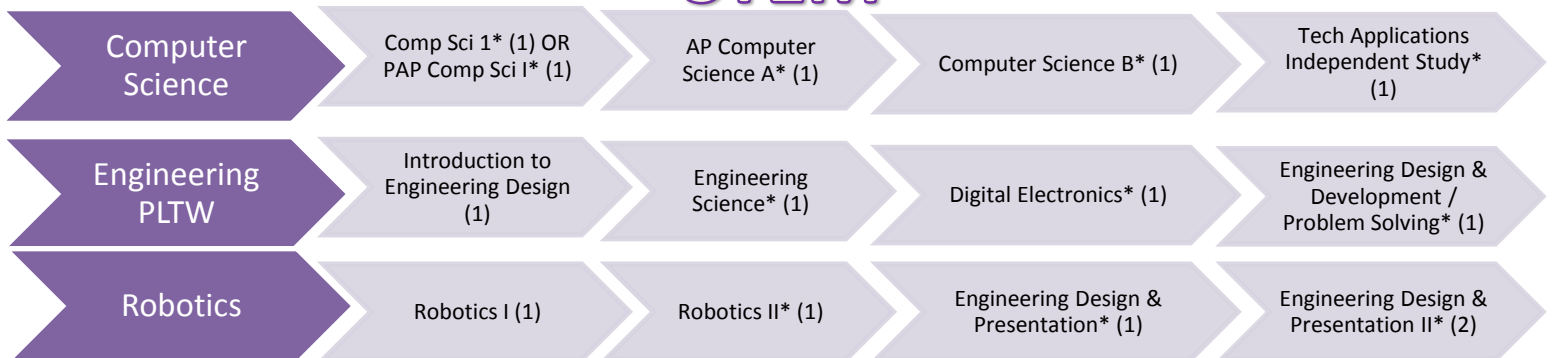 STEM
Computer
Science
Comp Sci 1* (1) OR
PAP Comp Sci I* (1)
AP Computer
Science A* (1)
Computer Science B* (1)
Tech Applications
Independent Study*
(1)
Engineering
PLTW
Introduction to
Engineering Design
(1)
Engineering
Science* (1)
Digital Electronics* (1)
Engineering Design &
Development /
Problem Solving* (1)
Robotics
Robotics I (1)
Robotics II* (1)
Engineering Design &
Presentation* (1)
Engineering Design &
Presentation II* (2)